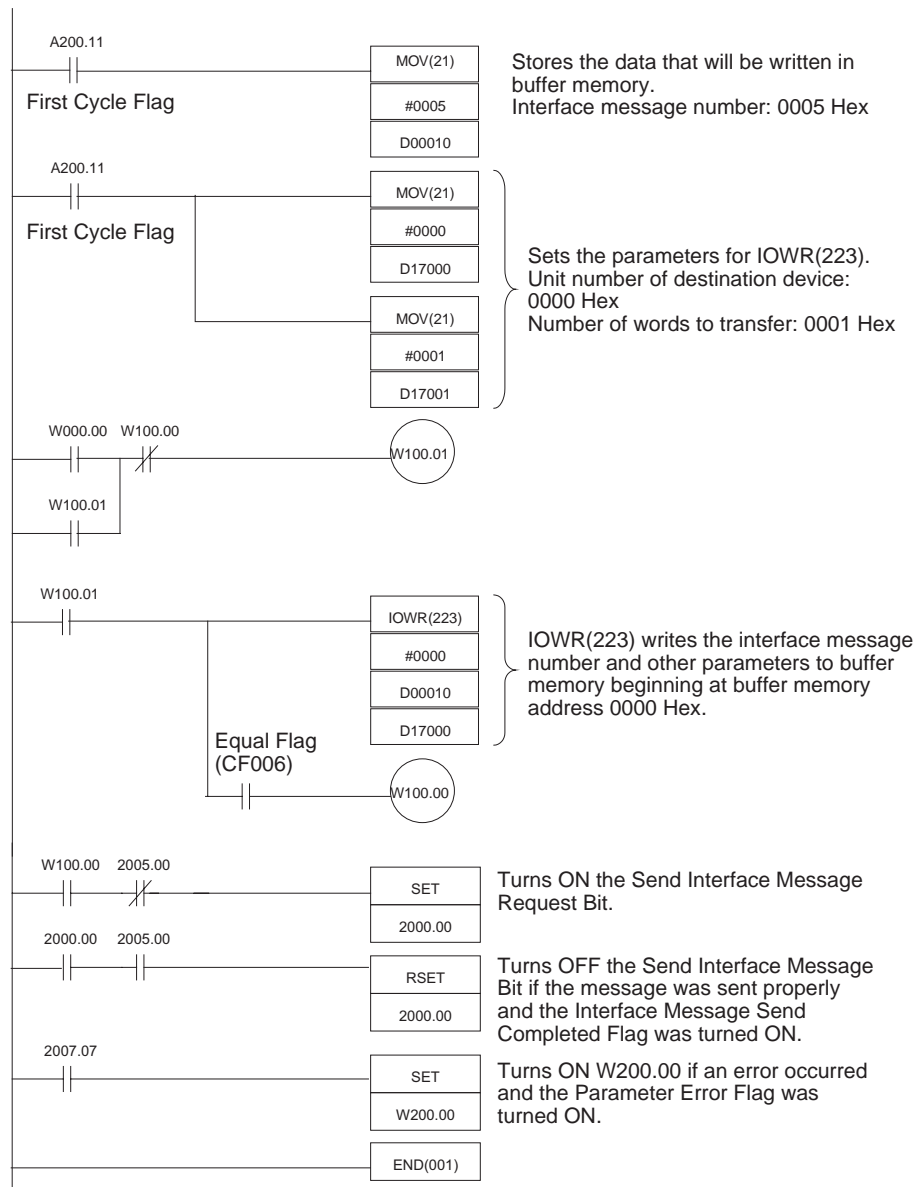 A200.11
First Cycle Flag
MOV(21)
#0005
D00010
Stores the data that will be written in
buffer memory.
Interface message number: 0005 Hex
A200.11
First Cycle Flag
MOV(21)
#0000
D17000
MOV(21)
#0001
D17001
Sets the parameters for IOWR(223).
Unit number of destination device:
0000 Hex
Number of words to transfer: 0001 Hex
W000.00 W100.00
W100.01
W100.01
W100.01
IOWR(223)
#0000
D00010
D17000
IOWR(223) writes the interface message
number and other parameters to buffer
memory beginning at buffer memory
address 0000 Hex.
Equal Flag
(CF006)
W100.00
W100.00 2005.00
SET
2000.00
Turns ON the Send Interface Message
Request Bit.
2000.00 2005.00
RSET
2000.00
Turns OFF the Send Interface Message
Bit if the message was sent properly
and the Interface Message Send
Completed Flag was turned ON.
2007.07
SET
W200.00
Turns ON W200.00 if an error occurred
and the Parameter Error Flag was
turned ON.
END(001)